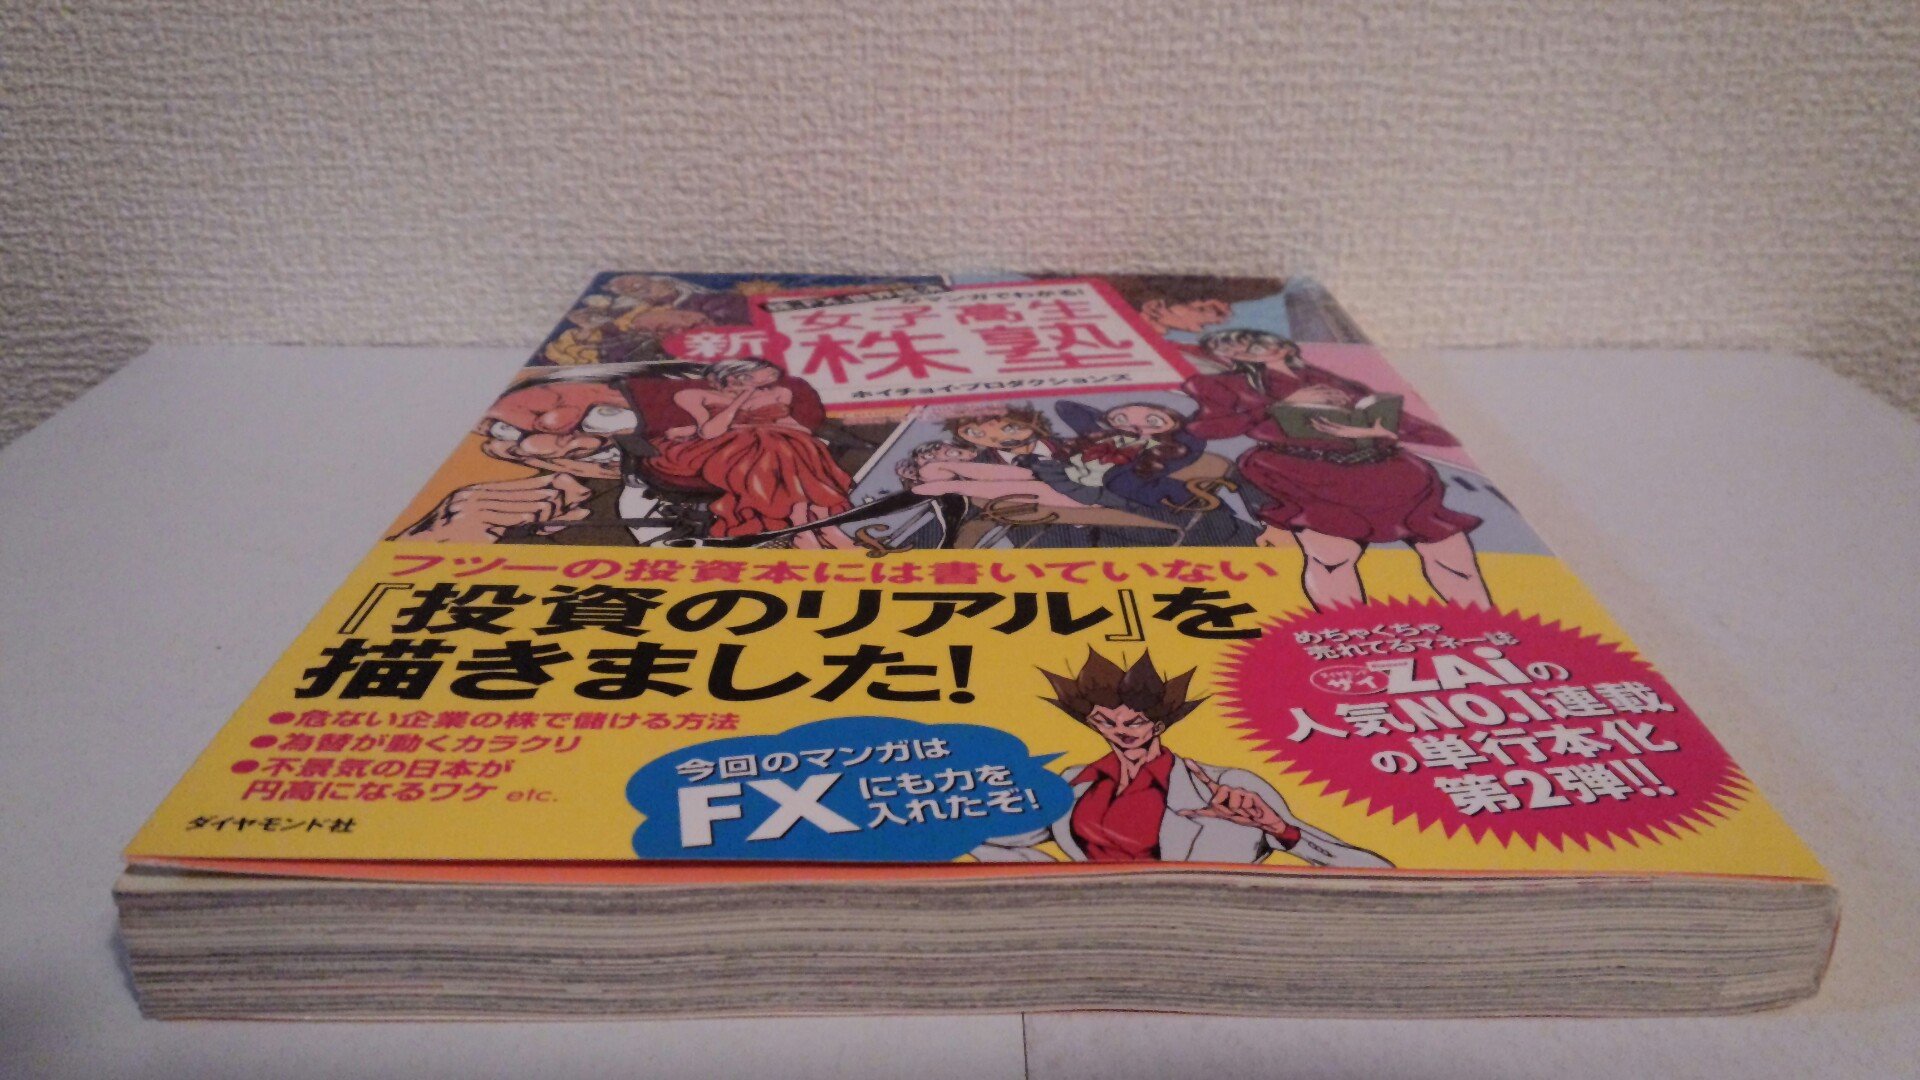 マンガでわかる!
女子高生
新
株塾
ホイチョイ・プロダクションズ
フツーの投資本には書いていない
『投資のリアル』を
描きました!
●危ない企業の株で儲ける方法
●為替が動くカラクリ
●不景気の日本が
円高になるワケ etc.
ダイヤモンド社
今回のマンガは
FXにも力を
入れたぞ!
めちゃくちゃ
売れてるマネー誌
ザイ ZAiの
人気NO.1連載
の単行本化
第2弾!!